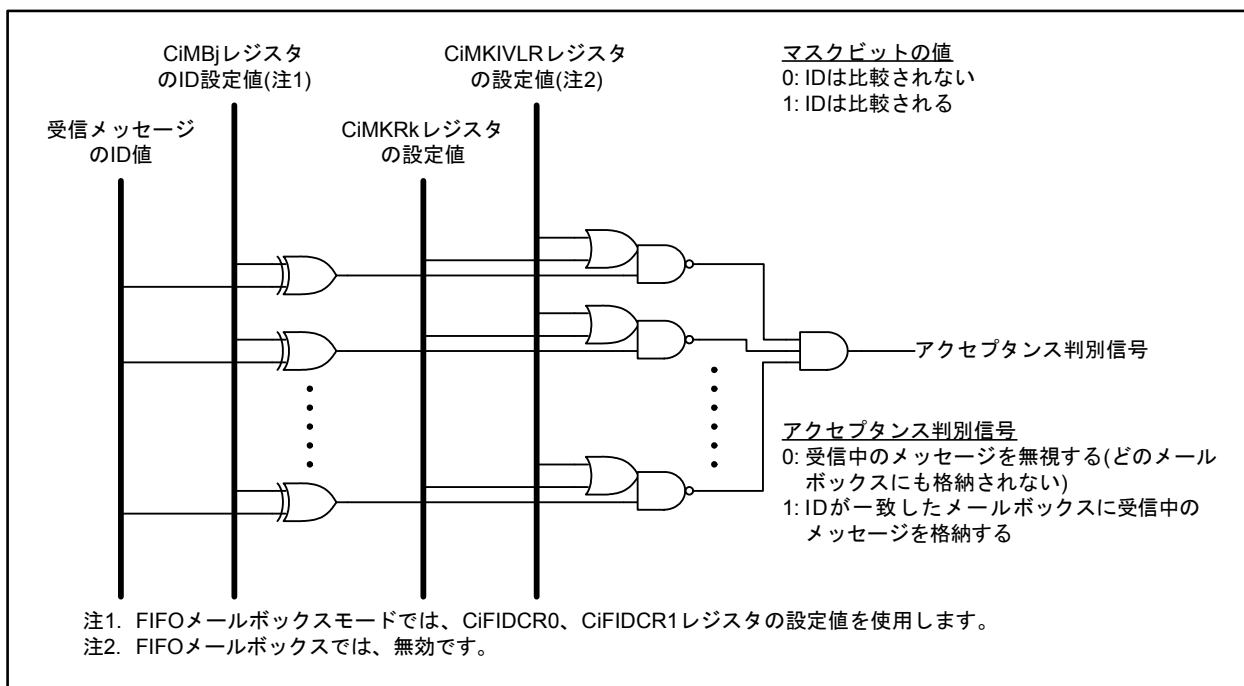 CiMBjレジスタ
のID設定値(注1)
CiMKIVLRレジスタ
の設定値(注2)
マスクビットの値
0: IDは比較されない
1: IDは比較される
受信メッセージ
のID値
CiMKRkレジスタ
の設定値
アクセプタンス判別信号
アクセプタンス判別信号
0: 受信中のメッセージを無視する(どのメール
ボックスにも格納されない)
1: IDが一致したメールボックスに受信中の
メッセージを格納する
注1. FIFOメールボックスモードでは、CiFIDCR0、CiFIDCR1レジスタの設定値を使用します。
注2. FIFOメールボックスでは、無効です。